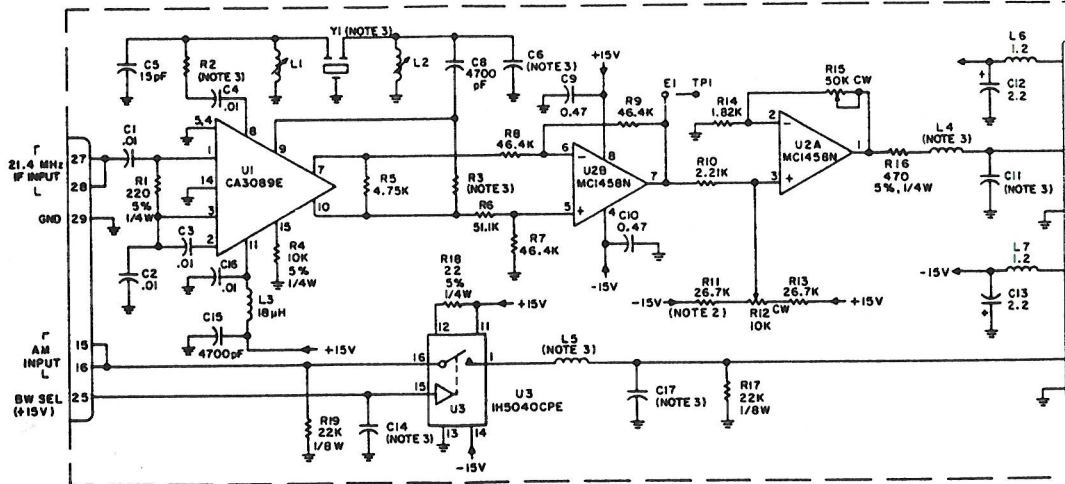 C5
15pF
R2
(NOTE 3)
C4
.01
L1
Y1 (NOTE 3)
L2
C8
4700
pF
C6
(NOTE 3)
C9
0.47
+15V
R9
46.4K
E1
TP1
R14
1.82K
R15
50K CW
L6
1.2
+
C12
2.2
21.4 MHz
IF INPUT
27
28
GND
29
C1
.01
R1
220
5%
1/4W
C3
.01
C2
.01
5,4
1
14
3
2
8
9
7
10
15
11
U1
CA3089E
R4
10K
5%
1/4W
C16
.01
L3
18µH
C15
4700pF
+15V
R5
4.75K
R3
(NOTE 3)
R8
46.4K
R6
51.1K
R7
46.4K
6
−
8
U2B
MC1458N
7
5
+
4
C10
0.47
-15V
R10
2.21K
2
−
U2A
MC1458N
1
3
+
R16
470
5%, 1/4W
L4
(NOTE 3)
C11
(NOTE 3)
R11
26.7K
-15V
(NOTE 2)
R12
10K
CW
R13
26.7K
+15V
L7
1.2
-15V
C13
2.2
+
AM
INPUT
15
16
BW SEL
(+15V)
25
R19
22K
1/8W
C14
(NOTE 3)
R18
22
5%
1/4W
+15V
12
11
16
1
15
U3
13
14
-15V
U3
IH5040CPE
L5
(NOTE 3)
C17
(NOTE 3)
R17
22K
1/8W